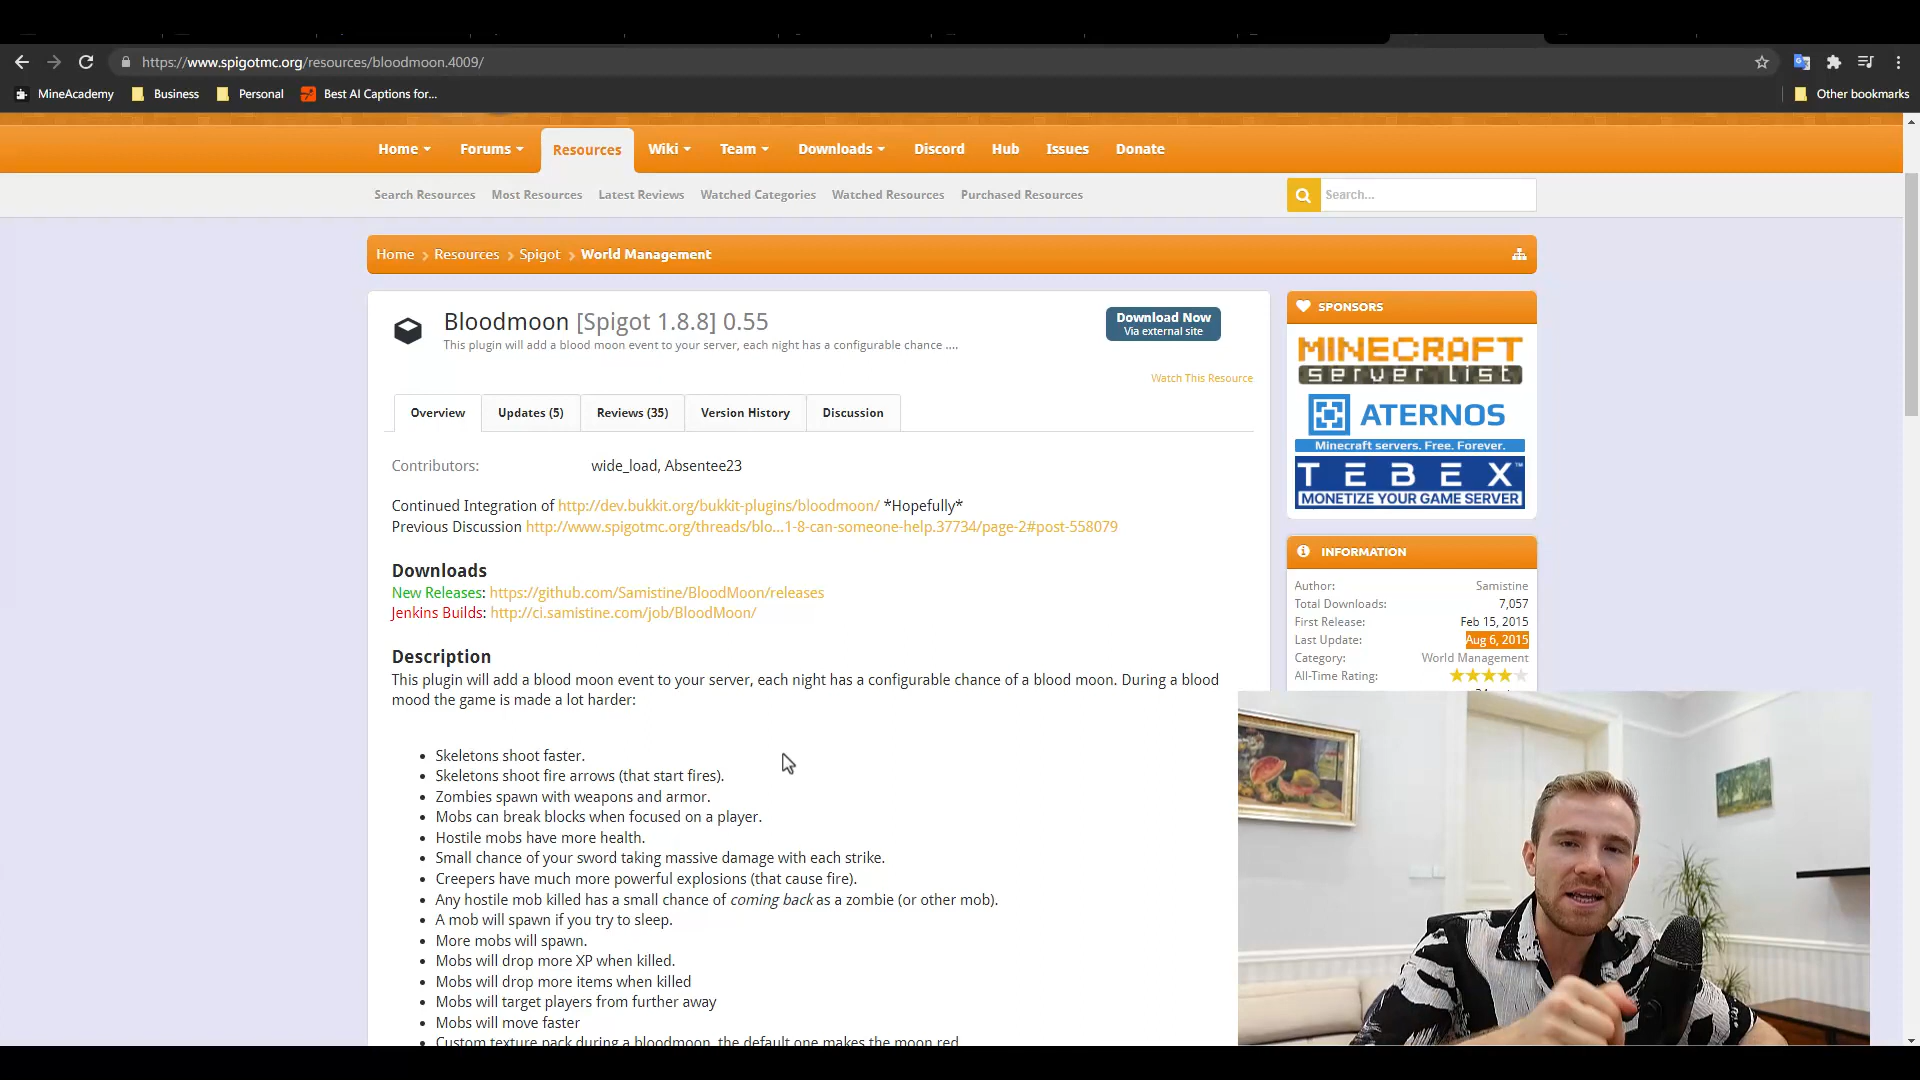 https://www.spigotmc.org/resources/bloodmoon.4009/
MineAcademy
Business
Personal
Best AI Captions for...
Other bookmarks
Home
Forums
Resources
Wiki
Team
Downloads
Discord
Hub
Issues
Donate
Search Resources
Most Resources
Latest Reviews
Watched Categories
Watched Resources
Purchased Resources
Search...
Home
Resources
Spigot
World Management
Bloodmoon [Spigot 1.8.8] 0.55
This plugin will add a blood moon event to your server, each night has a configurable chance ....
Download Now
Via external site
Watch This Resource
Overview
Updates (5)
Reviews (35)
Version History
Discussion
Contributors: wide_load, Absentee23
Continued Integration of http://dev.bukkit.org/bukkit-plugins/bloodmoon/ *Hopefully*
Previous Discussion http://www.spigotmc.org/threads/blo...1-8-can-someone-help.37734/page-2#post-558079
Downloads
New Releases: https://github.com/Samistine/BloodMoon/releases
Jenkins Builds: http://ci.samistine.com/job/BloodMoon/
Description
This plugin will add a blood moon event to your server, each night has a configurable chance of a blood moon. During a blood
mood the game is made a lot harder:
• Skeletons shoot faster.
• Skeletons shoot fire arrows (that start fires).
• Zombies spawn with weapons and armor.
• Mobs can break blocks when focused on a player.
• Hostile mobs have more health.
• Small chance of your sword taking massive damage with each strike.
• Creepers have much more powerful explosions (that cause fire).
• Any hostile mob killed has a small chance of coming back as a zombie (or other mob).
• A mob will spawn if you try to sleep.
• More mobs will spawn.
• Mobs will drop more XP when killed.
• Mobs will drop more items when killed
• Mobs will target players from further away
• Mobs will move faster
• Custom texture pack during a bloodmoon, the default one makes the moon red
SPONSORS
MINECRAFT
server list
ATERNOS
Minecraft servers. Free. Forever.
TEBEX™
MONETIZE YOUR GAME SERVER
INFORMATION
Author: Samistine
Total Downloads: 7,057
First Release: Feb 15, 2015
Last Update: Aug 6, 2015
Category: World Management
All-Time Rating: